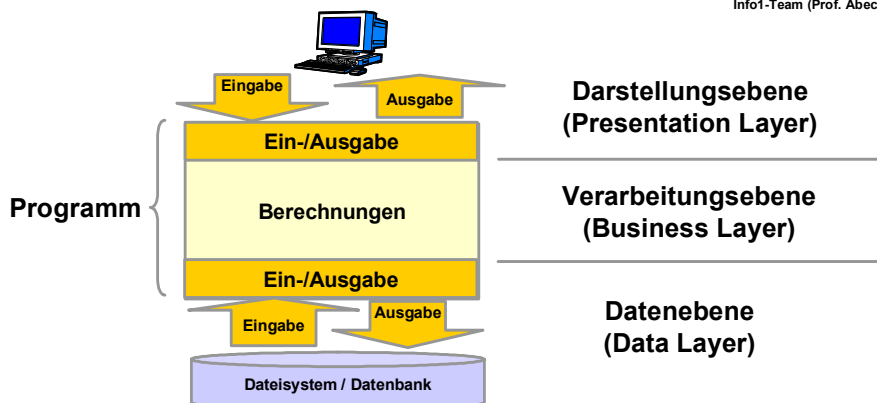 Info1-Team (Prof. Abec
Eingabe
Ausgabe
Darstellungsebene
(Presentation Layer)
Ein-/Ausgabe
Programm
Berechnungen
Verarbeitungsebene
(Business Layer)
Ein-/Ausgabe
Eingabe
Ausgabe
Datenebene
(Data Layer)
Dateisystem / Datenbank